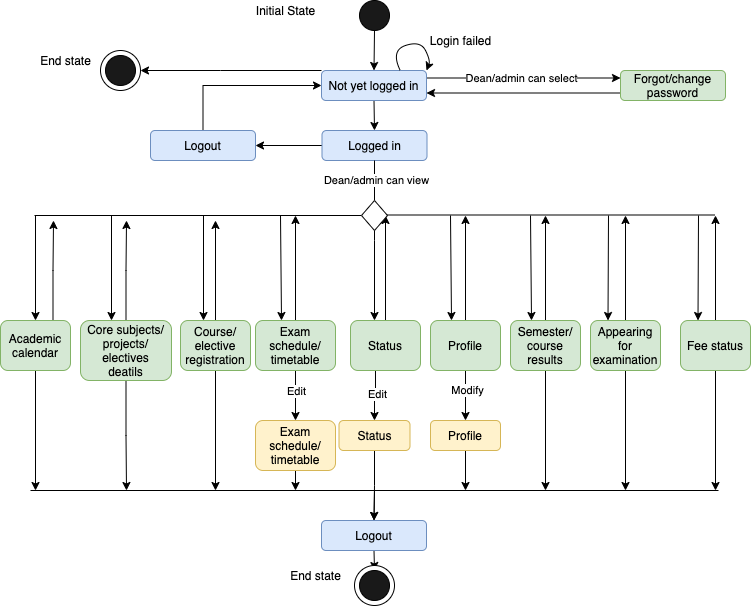 Initial State
Login failed
End state
Not yet logged in
Dean/admin can select
Forgot/change
password
Logout
Logged in
Dean/admin can view
Academic
calendar
Core subjects/
projects/
electives
deatils
Course/
elective
registration
Exam
schedule/
timetable
Status
Profile
Semester/
course
results
Appearing
for
examination
Fee status
Edit
Edit
Modify
Exam
schedule/
timetable
Status
Profile
Logout
End state